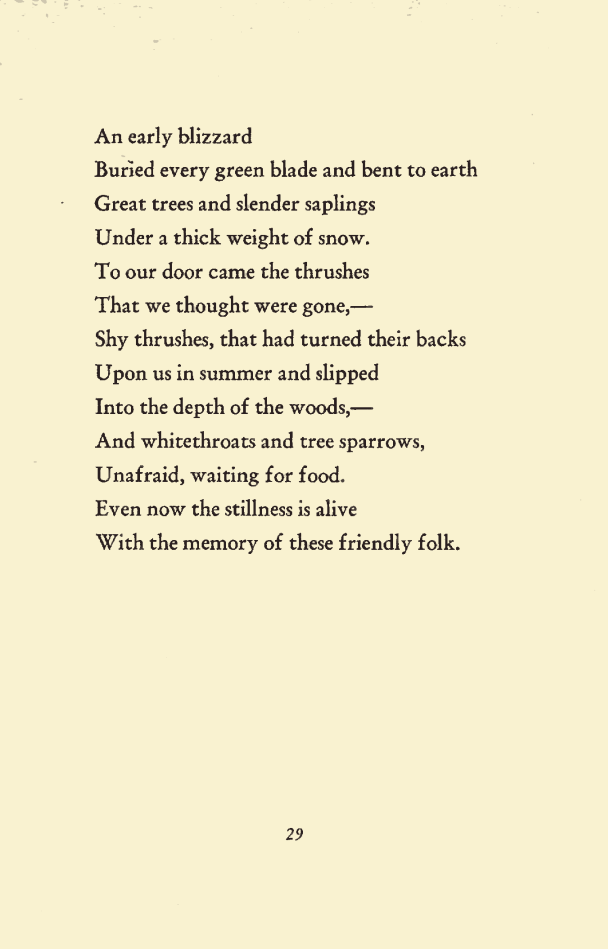 An early blizzard
Buried every green blade and bent to earth
Great trees and slender saplings
Under a thick weight of snow.
To our door came the thrushes
That we thought were gone,—
Shy thrushes, that had turned their backs
Upon us in summer and slipped
Into the depth of the woods,—
And whitethroats and tree sparrows,
Unafraid, waiting for food.
Even now the stillness is alive
With the memory of these friendly folk.
29